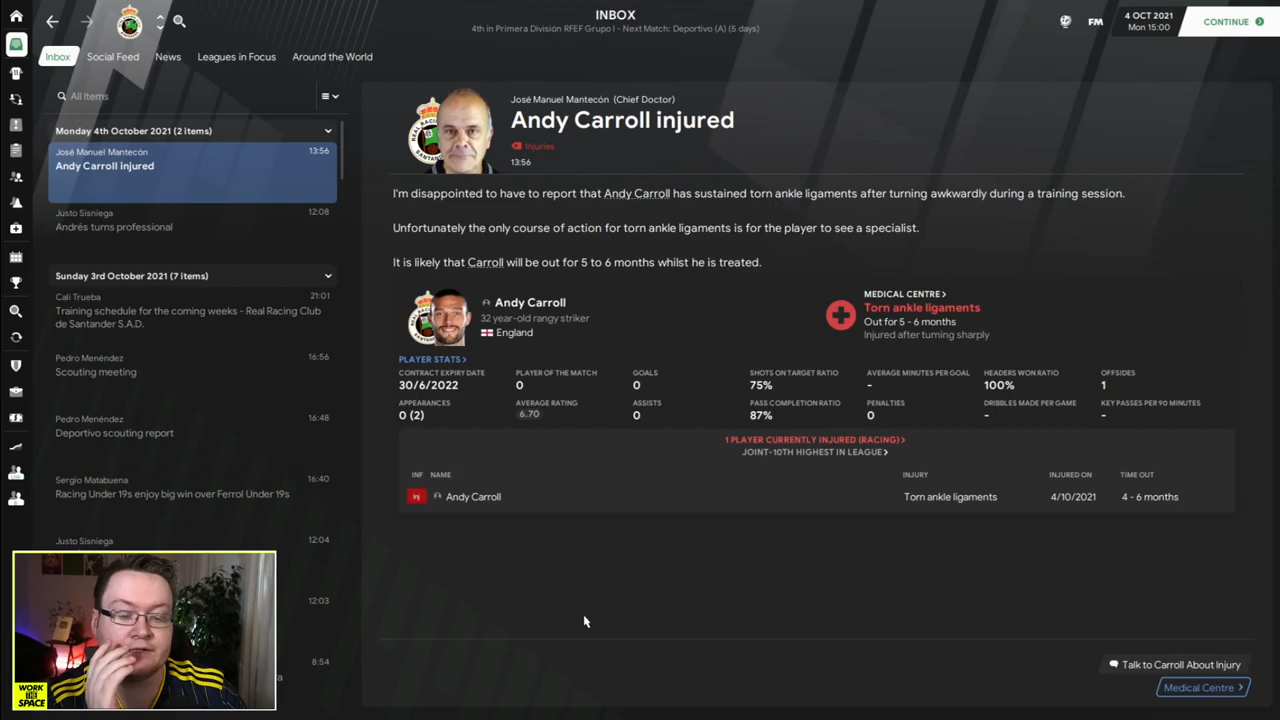 INBOX
4th in Primera División RFEF Grupo I - Next Match: Deportivo (A) (5 days)
FM
4 OCT 2021
Mon 15:00
CONTINUE
Inbox
Social Feed
News
Leagues in Focus
Around the World
All Items
Monday 4th October 2021 (2 items)
José Manuel Mantecón
13:56
Andy Carroll injured
Justo Sisniega
12:08
Andrés turns professional
Sunday 3rd October 2021 (7 items)
Cali Trueba
21:01
Training schedule for the coming weeks - Real Racing Club
de Santander S.A.D.
Pedro Menéndez
16:56
Scouting meeting
Pedro Menéndez
16:48
Deportivo scouting report
Sergio Matabuena
16:40
Racing Under 19s enjoy big win over Ferrol Under 19s
Justo Sisniega
12:04
12:03
8:54
José Manuel Mantecón (Chief Doctor)
Andy Carroll injured
Injuries
13:56
I'm disappointed to have to report that Andy Carroll has sustained torn ankle ligaments after turning awkwardly during a training session.
Unfortunately the only course of action for torn ankle ligaments is for the player to see a specialist.
It is likely that Carroll will be out for 5 to 6 months whilst he is treated.
Andy Carroll
32 year-old rangy striker
England
MEDICAL CENTRE >
Torn ankle ligaments
Out for 5 - 6 months
Injured after turning sharply
PLAYER STATS >
CONTRACT EXPIRY DATE
PLAYER OF THE MATCH
GOALS
SHOTS ON TARGET RATIO
AVERAGE MINUTES PER GOAL
HEADERS WON RATIO
OFFSIDES
30/6/2022
0
0
75%
-
100%
1
APPEARANCES
AVERAGE RATING
ASSISTS
PASS COMPLETION RATIO
PENALTIES
DRIBBLES MADE PER GAME
KEY PASSES PER 90 MINUTES
0 (2)
6.70
0
87%
0
-
-
1 PLAYER CURRENTLY INJURED (RACING) >
JOINT-10TH HIGHEST IN LEAGUE >
INF
NAME
INJURY
INJURED ON
TIME OUT
Inj
Andy Carroll
Torn ankle ligaments
4/10/2021
4 - 6 months
Talk to Carroll About Injury
Medical Centre >
WORK
THE
SPACE